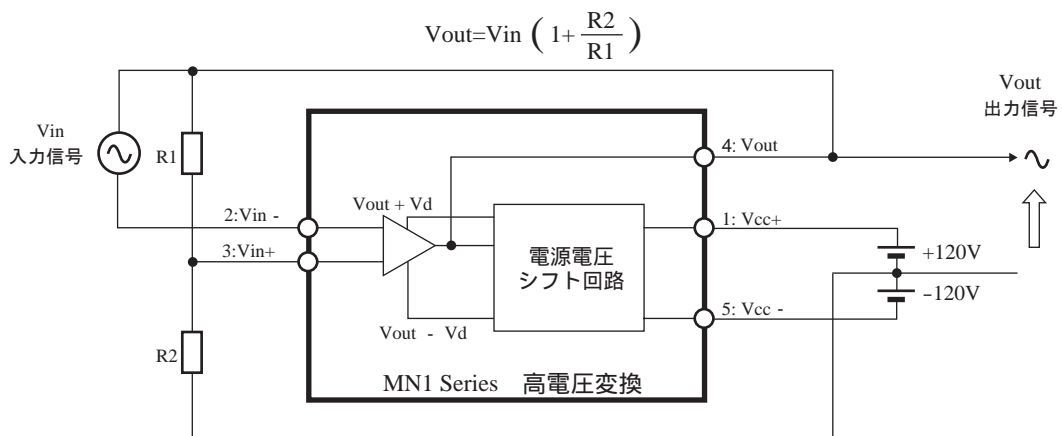 Vout=Vin ( 1+ R2
R1 )
Vin
入力信号
Vout
出力信号
R1
4: Vout
2:Vin -
Vout + Vd
1: Vcc+
3:Vin+
電源電圧
シフト回路
+120V
-120V
Vout - Vd
5: Vcc -
R2
MN1 Series 高電圧変換